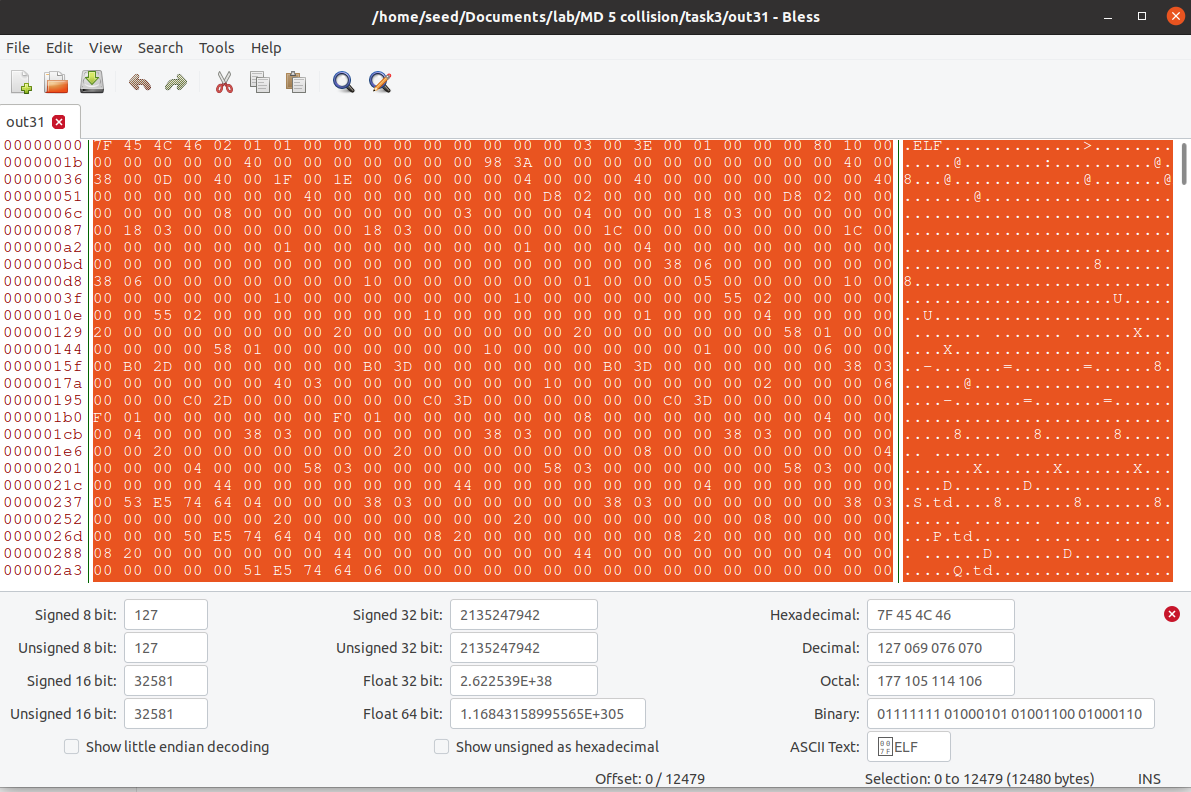 /home/seed/Documents/lab/MD 5 collision/task3/out31 - Bless
File Edit View Search Tools Help
out31
00000000 7F 45 4C 46 02 01 01 00 00 00 00 00 00 00 00 00 03 00 3E 00 01 00 00 00 80 10 00 .ELF..............>........
0000001b 00 00 00 00 00 40 00 00 00 00 00 00 00 98 3A 00 00 00 00 00 00 00 00 00 00 40 00 .....@........:..........@.
00000036 38 00 0D 00 40 00 1F 00 1E 00 06 00 00 00 04 00 00 00 40 00 00 00 00 00 00 00 40 8...@.............@.......@
00000051 00 00 00 00 00 00 00 40 00 00 00 00 00 00 00 D8 02 00 00 00 00 00 00 D8 02 00 00 .......@...................
0000006c 00 00 00 00 08 00 00 00 00 00 00 00 03 00 00 00 04 00 00 00 18 03 00 00 00 00 00 ...........................
00000087 00 18 03 00 00 00 00 00 00 18 03 00 00 00 00 00 00 1C 00 00 00 00 00 00 00 1C 00 ...........................
000000a2 00 00 00 00 00 00 01 00 00 00 00 00 00 00 01 00 00 00 04 00 00 00 00 00 00 00 00 ...........................
000000bd 00 00 00 00 00 00 00 00 00 00 00 00 00 00 00 00 00 00 00 38 06 00 00 00 00 00 00 ...................8.......
000000d8 38 06 00 00 00 00 00 00 00 10 00 00 00 00 00 00 01 00 00 00 05 00 00 00 00 10 00 8..........................
0000003f 00 00 00 00 00 00 10 00 00 00 00 00 00 00 10 00 00 00 00 00 00 55 02 00 00 00 00 .....................U.....
0000010e 00 00 55 02 00 00 00 00 00 00 00 10 00 00 00 00 00 00 01 00 00 00 04 00 00 00 00 ..U........................
00000129 20 00 00 00 00 00 00 00 20 00 00 00 00 00 00 00 20 00 00 00 00 00 00 58 01 00 00  ....... ....... ......X...
00000144 00 00 00 00 58 01 00 00 00 00 00 00 00 10 00 00 00 00 00 00 01 00 00 00 06 00 00 ....X......................
0000015f 00 B0 2D 00 00 00 00 00 00 B0 3D 00 00 00 00 00 00 B0 3D 00 00 00 00 00 00 38 03 ..-.......=.......=......8.
0000017a 00 00 00 00 00 00 40 03 00 00 00 00 00 00 00 10 00 00 00 00 00 00 02 00 00 00 06 ......@....................
00000195 00 00 00 C0 2D 00 00 00 00 00 00 C0 3D 00 00 00 00 00 00 C0 3D 00 00 00 00 00 00 ....-.......=.......=......
000001b0 F0 01 00 00 00 00 00 00 F0 01 00 00 00 00 00 00 08 00 00 00 00 00 00 00 04 00 00 ...........................
000001cb 00 04 00 00 00 38 03 00 00 00 00 00 00 38 03 00 00 00 00 00 00 38 03 00 00 00 00 .....8.......8.......8.....
000001e6 00 00 20 00 00 00 00 00 00 00 20 00 00 00 00 00 00 00 08 00 00 00 00 00 00 00 04 .. ....... ................
00000201 00 00 00 04 00 00 00 58 03 00 00 00 00 00 00 58 03 00 00 00 00 00 00 58 03 00 00 .......X.......X.......X...
0000021c 00 00 00 00 44 00 00 00 00 00 00 00 44 00 00 00 00 00 00 00 04 00 00 00 00 00 00 ....D.......D..............
00000237 00 53 E5 74 64 04 00 00 00 38 03 00 00 00 00 00 00 38 03 00 00 00 00 00 00 38 03 .S.td....8.......8.......8.
00000252 00 00 00 00 00 00 20 00 00 00 00 00 00 00 20 00 00 00 00 00 00 00 08 00 00 00 00 ...... ....... ............
0000026d 00 00 00 50 E5 74 64 04 00 00 00 08 20 00 00 00 00 00 00 08 20 00 00 00 00 00 00 ...P.td..... ....... ......
00000288 08 20 00 00 00 00 00 00 44 00 00 00 00 00 00 00 44 00 00 00 00 00 00 00 04 00 00 . ......D.......D..........
000002a3 00 00 00 00 00 51 E5 74 64 06 00 00 00 00 00 00 00 00 00 00 00 00 00 00 00 00 00 .....Q.td..................
Signed 8 bit: 127 Signed 32 bit: 2135247942 Hexadecimal: 7F 45 4C 46
Unsigned 8 bit: 127 Unsigned 32 bit: 2135247942 Decimal: 127 069 076 070
Signed 16 bit: 32581 Float 32 bit: 2.622539E+38 Octal: 177 105 114 106
Unsigned 16 bit: 32581 Float 64 bit: 1.16843158995565E+305 Binary: 01111111 01000101 01001100 01000110
Show little endian decoding Show unsigned as hexadecimal ASCII Text: ELF
Offset: 0 / 12479 Selection: 0 to 12479 (12480 bytes) INS